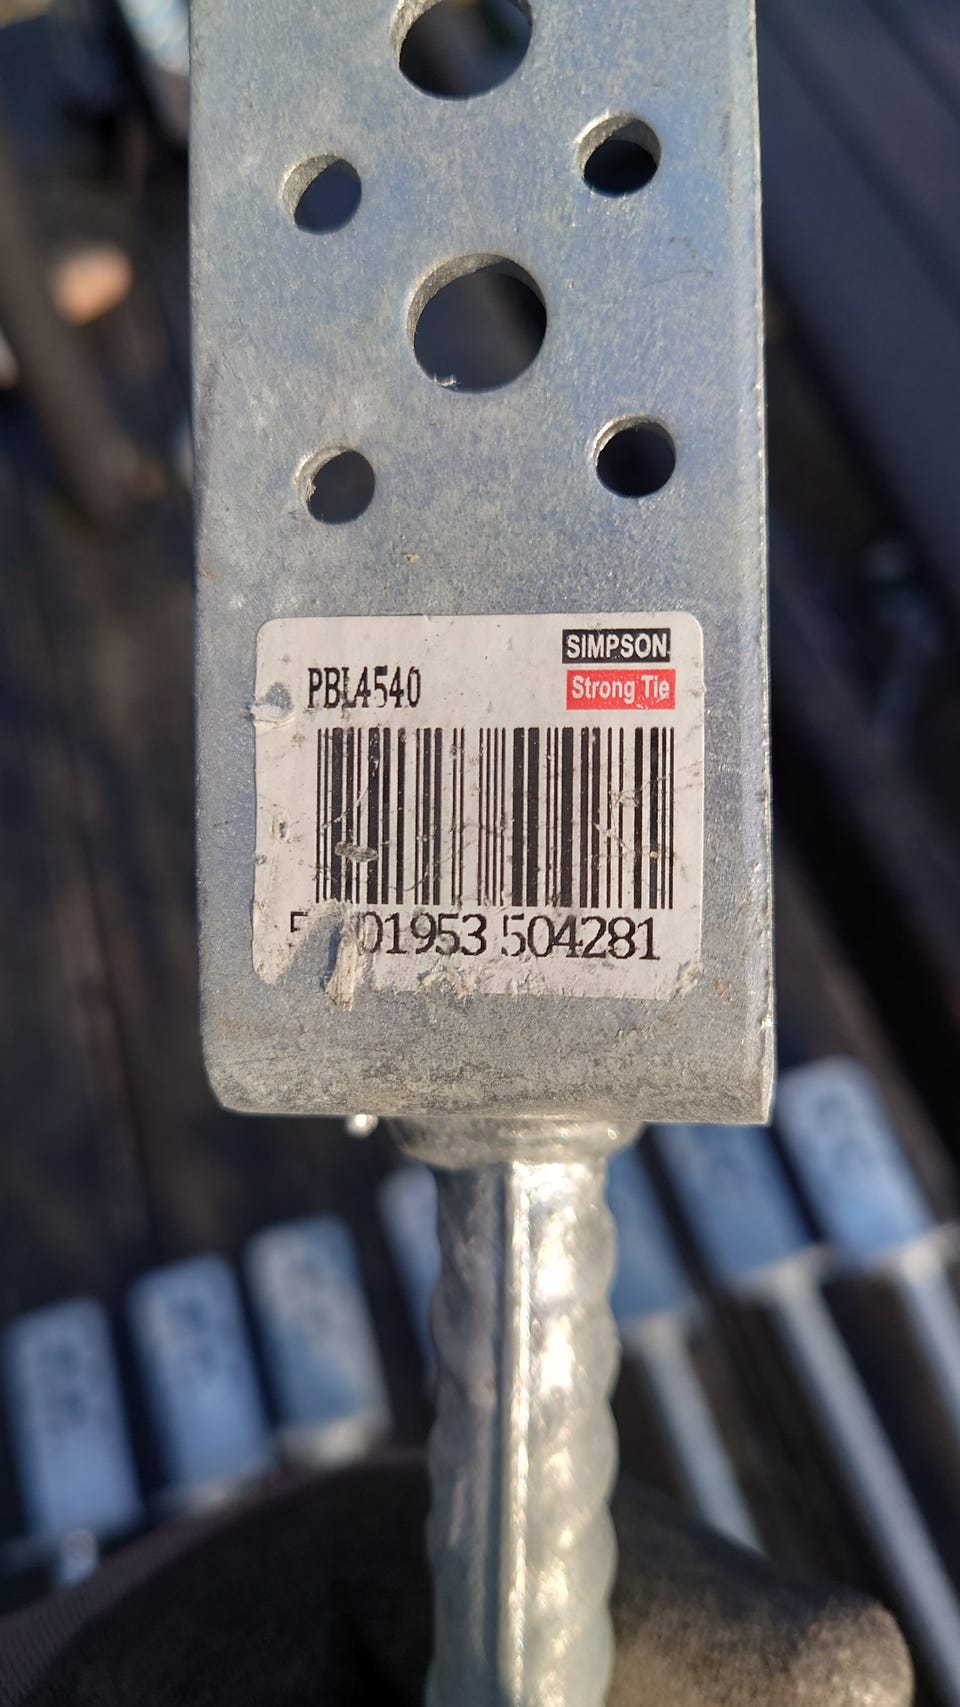 SIMPSON
PBL4540
Strong Tie
01953 504281